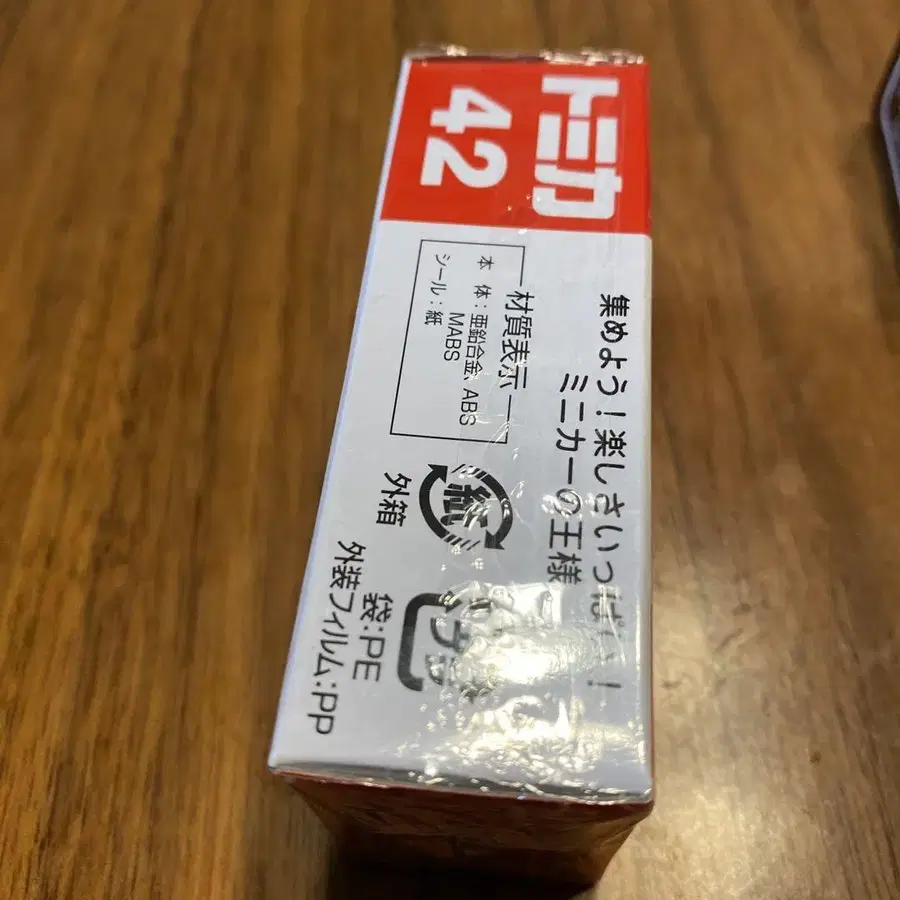 トミカ
42
集めよう！楽しさいっぱい！
ミニカーの王様
材質表示
本 体：亜鉛合金、ABS
MABS
シール：紙
紙
外箱
プラ
袋：PE
外装フィルム：PP